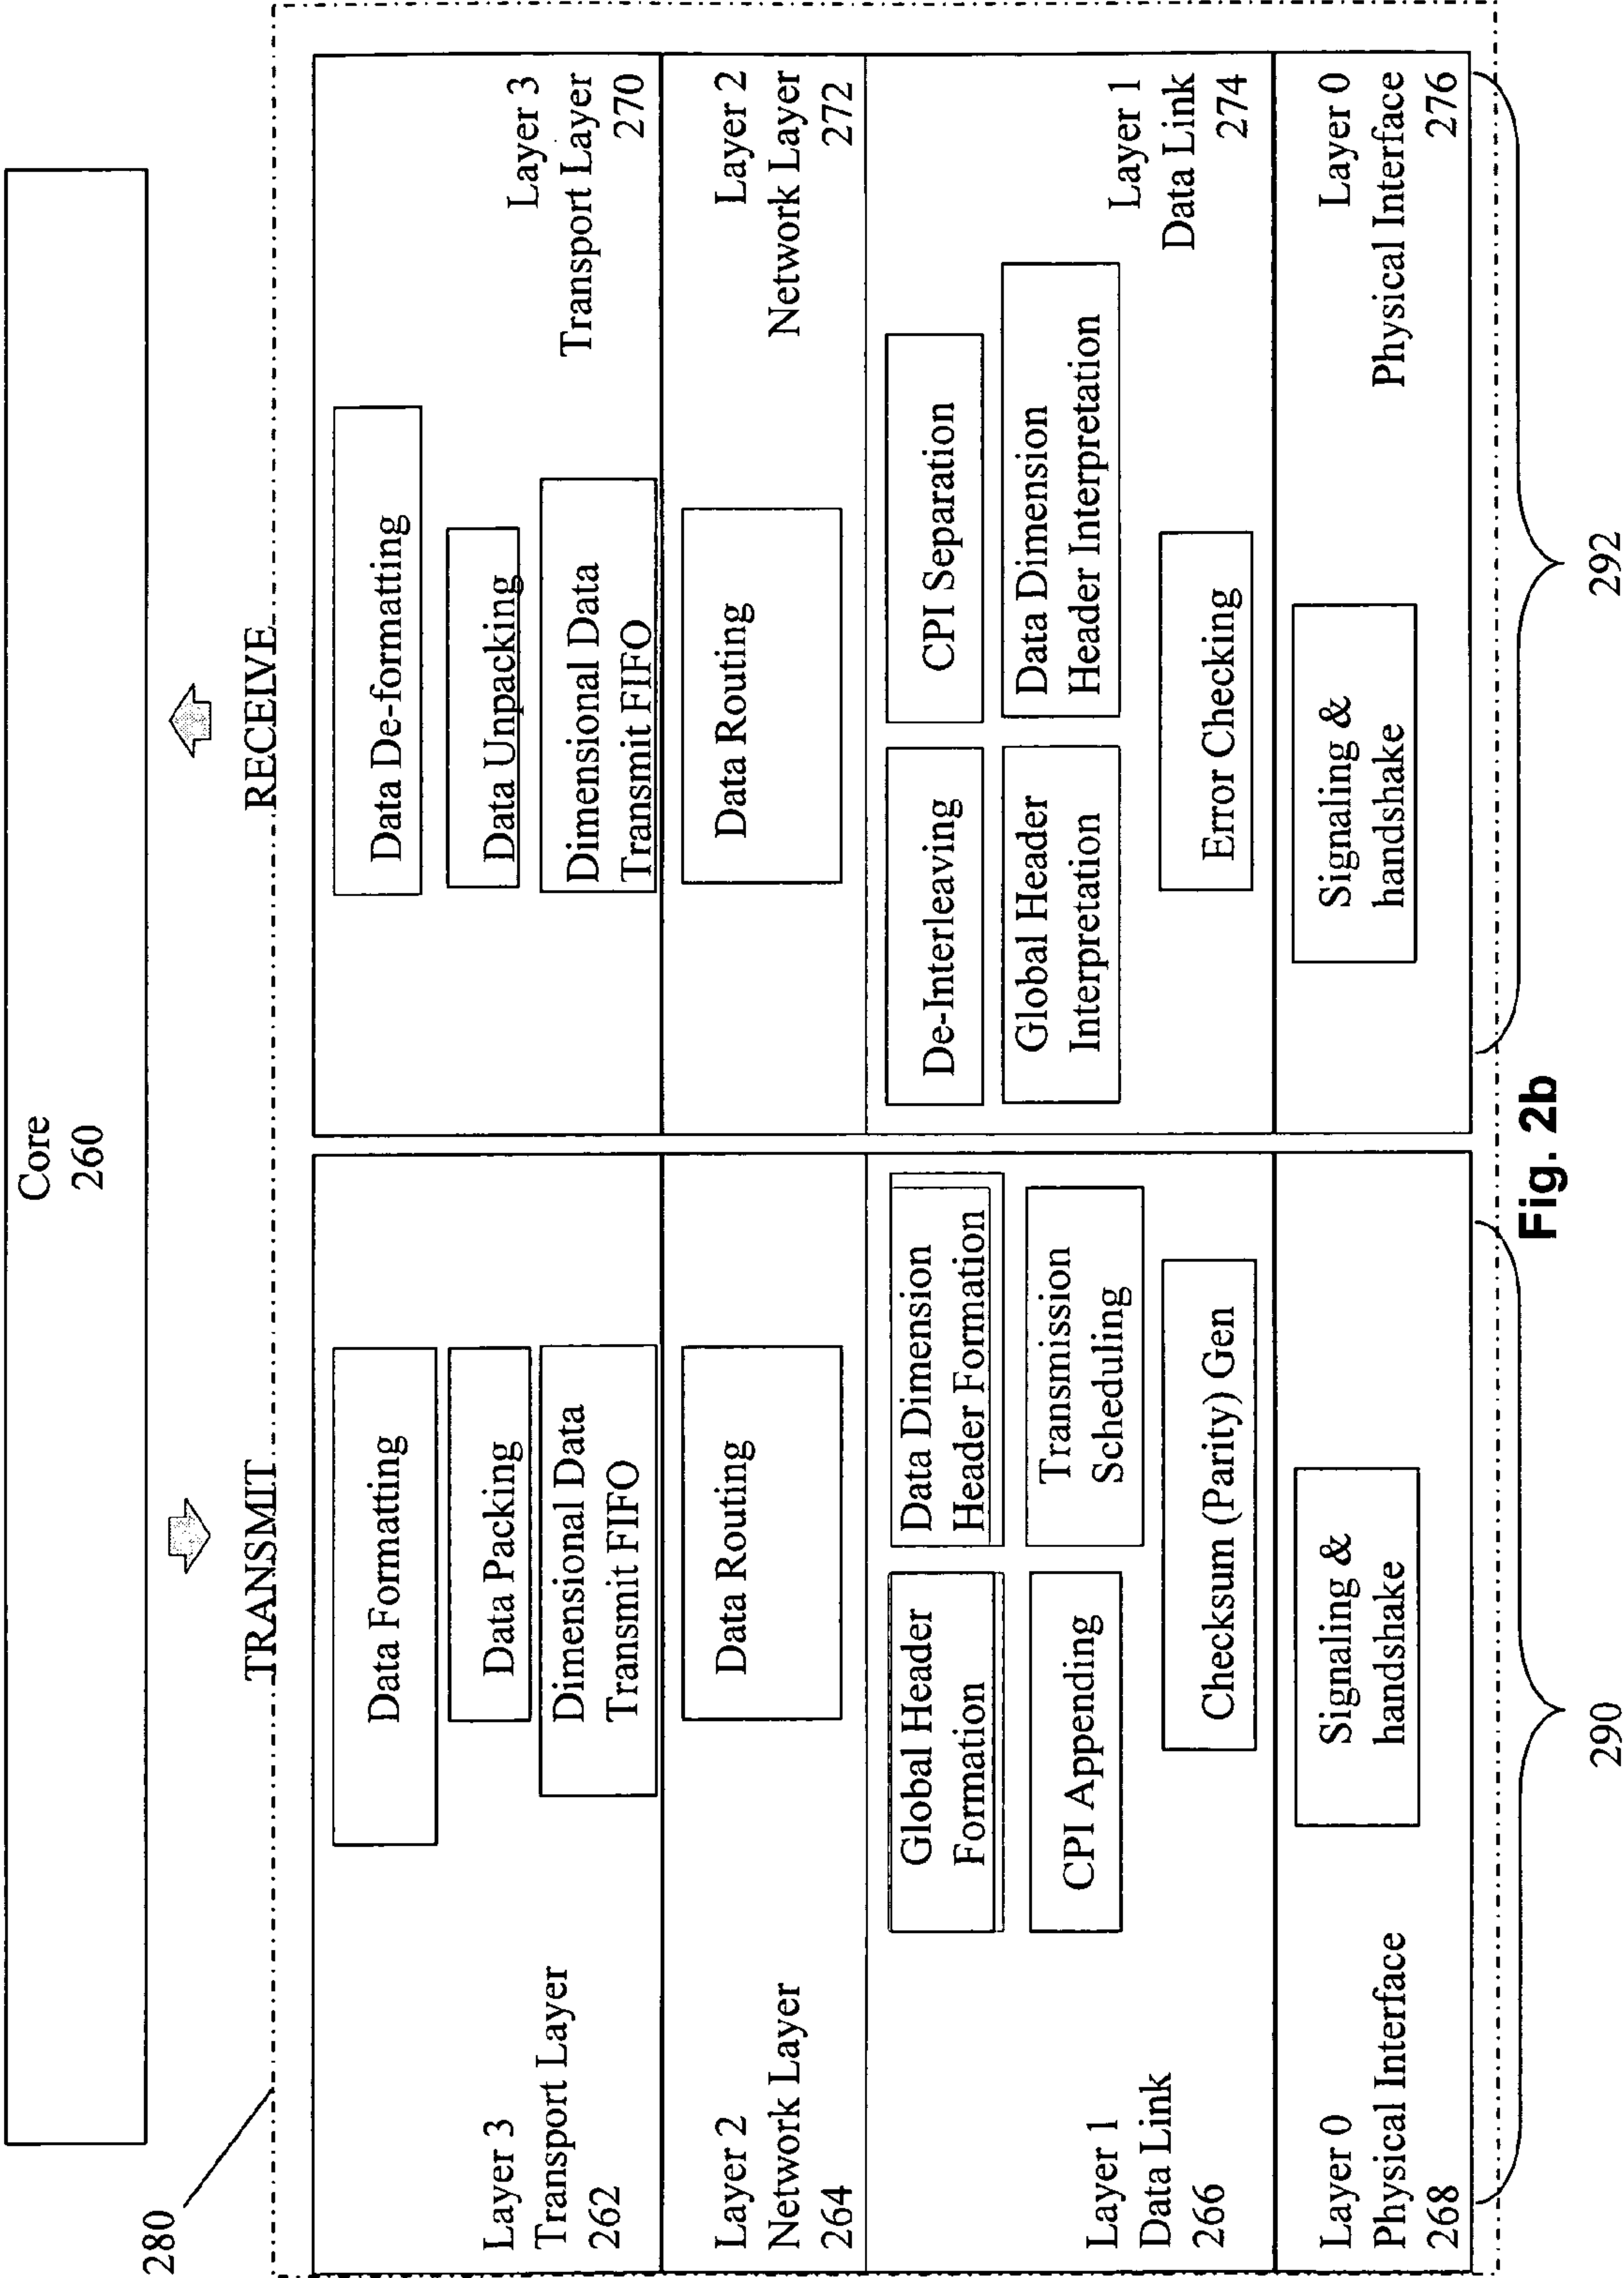 Core
260
280
TRANSMIT
RECEIVE
Layer 3
Transport Layer
262
Data Formatting
Data Packing
Dimensional Data
Transmit FIFO
Layer 2
Network Layer
264
Data Routing
Layer 1
Data Link
266
Global Header
Formation
Data Dimension
Header Formation
CPI Appending
Transmission
Scheduling
Checksum (Parity) Gen
Layer 0
Physical Interface
268
Signaling &
handshake
290
Data De-formatting
Data Unpacking
Dimensional Data
Transmit FIFO
Layer 3
Transport Layer
270
Data Routing
Layer 2
Network Layer
272
De-Interleaving
CPI Separation
Global Header
Interpretation
Data Dimension
Header Interpretation
Error Checking
Layer 1
Data Link
274
Signaling &
handshake
Layer 0
Physical Interface
276
292
Fig. 2b